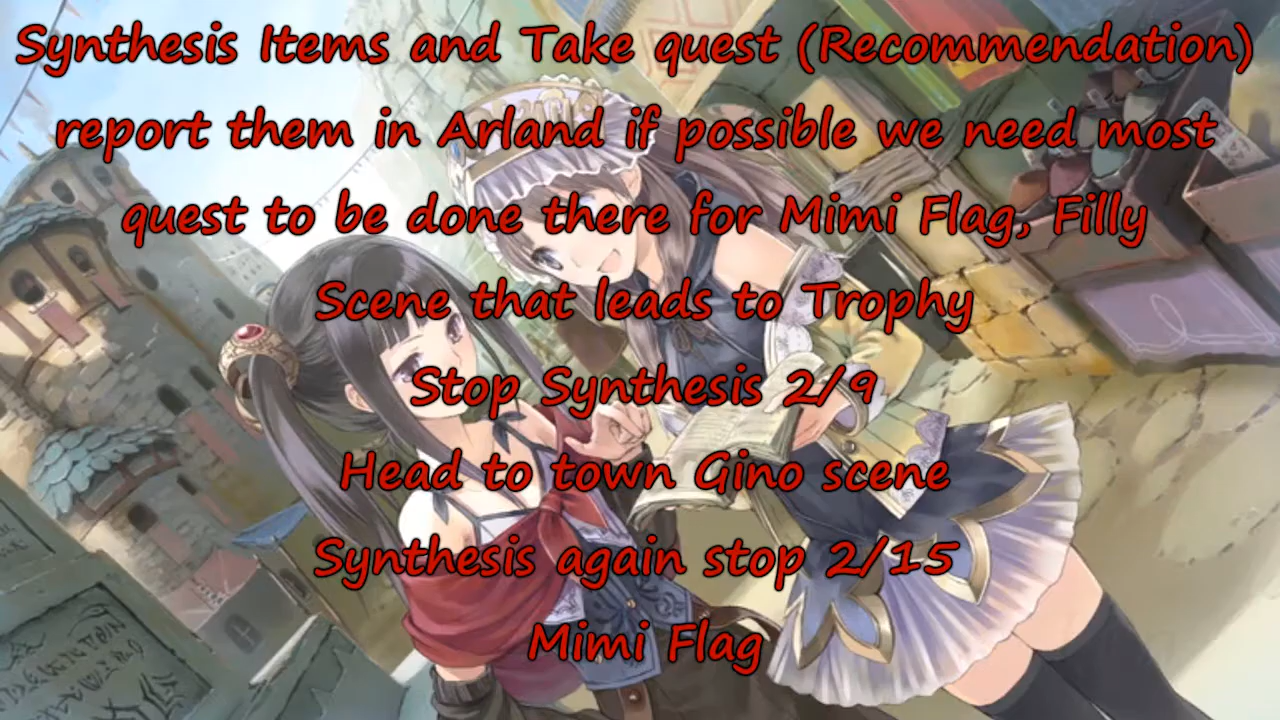 Synthesis Items and Take quest (Recommendation)
report them in Arland if possible we need most
quest to be done there for Mimi Flag, Filly
Scene that leads to Trophy
Stop Synthesis 2/9
Head to town Gino scene
Synthesis again stop 2/15
Mimi Flag